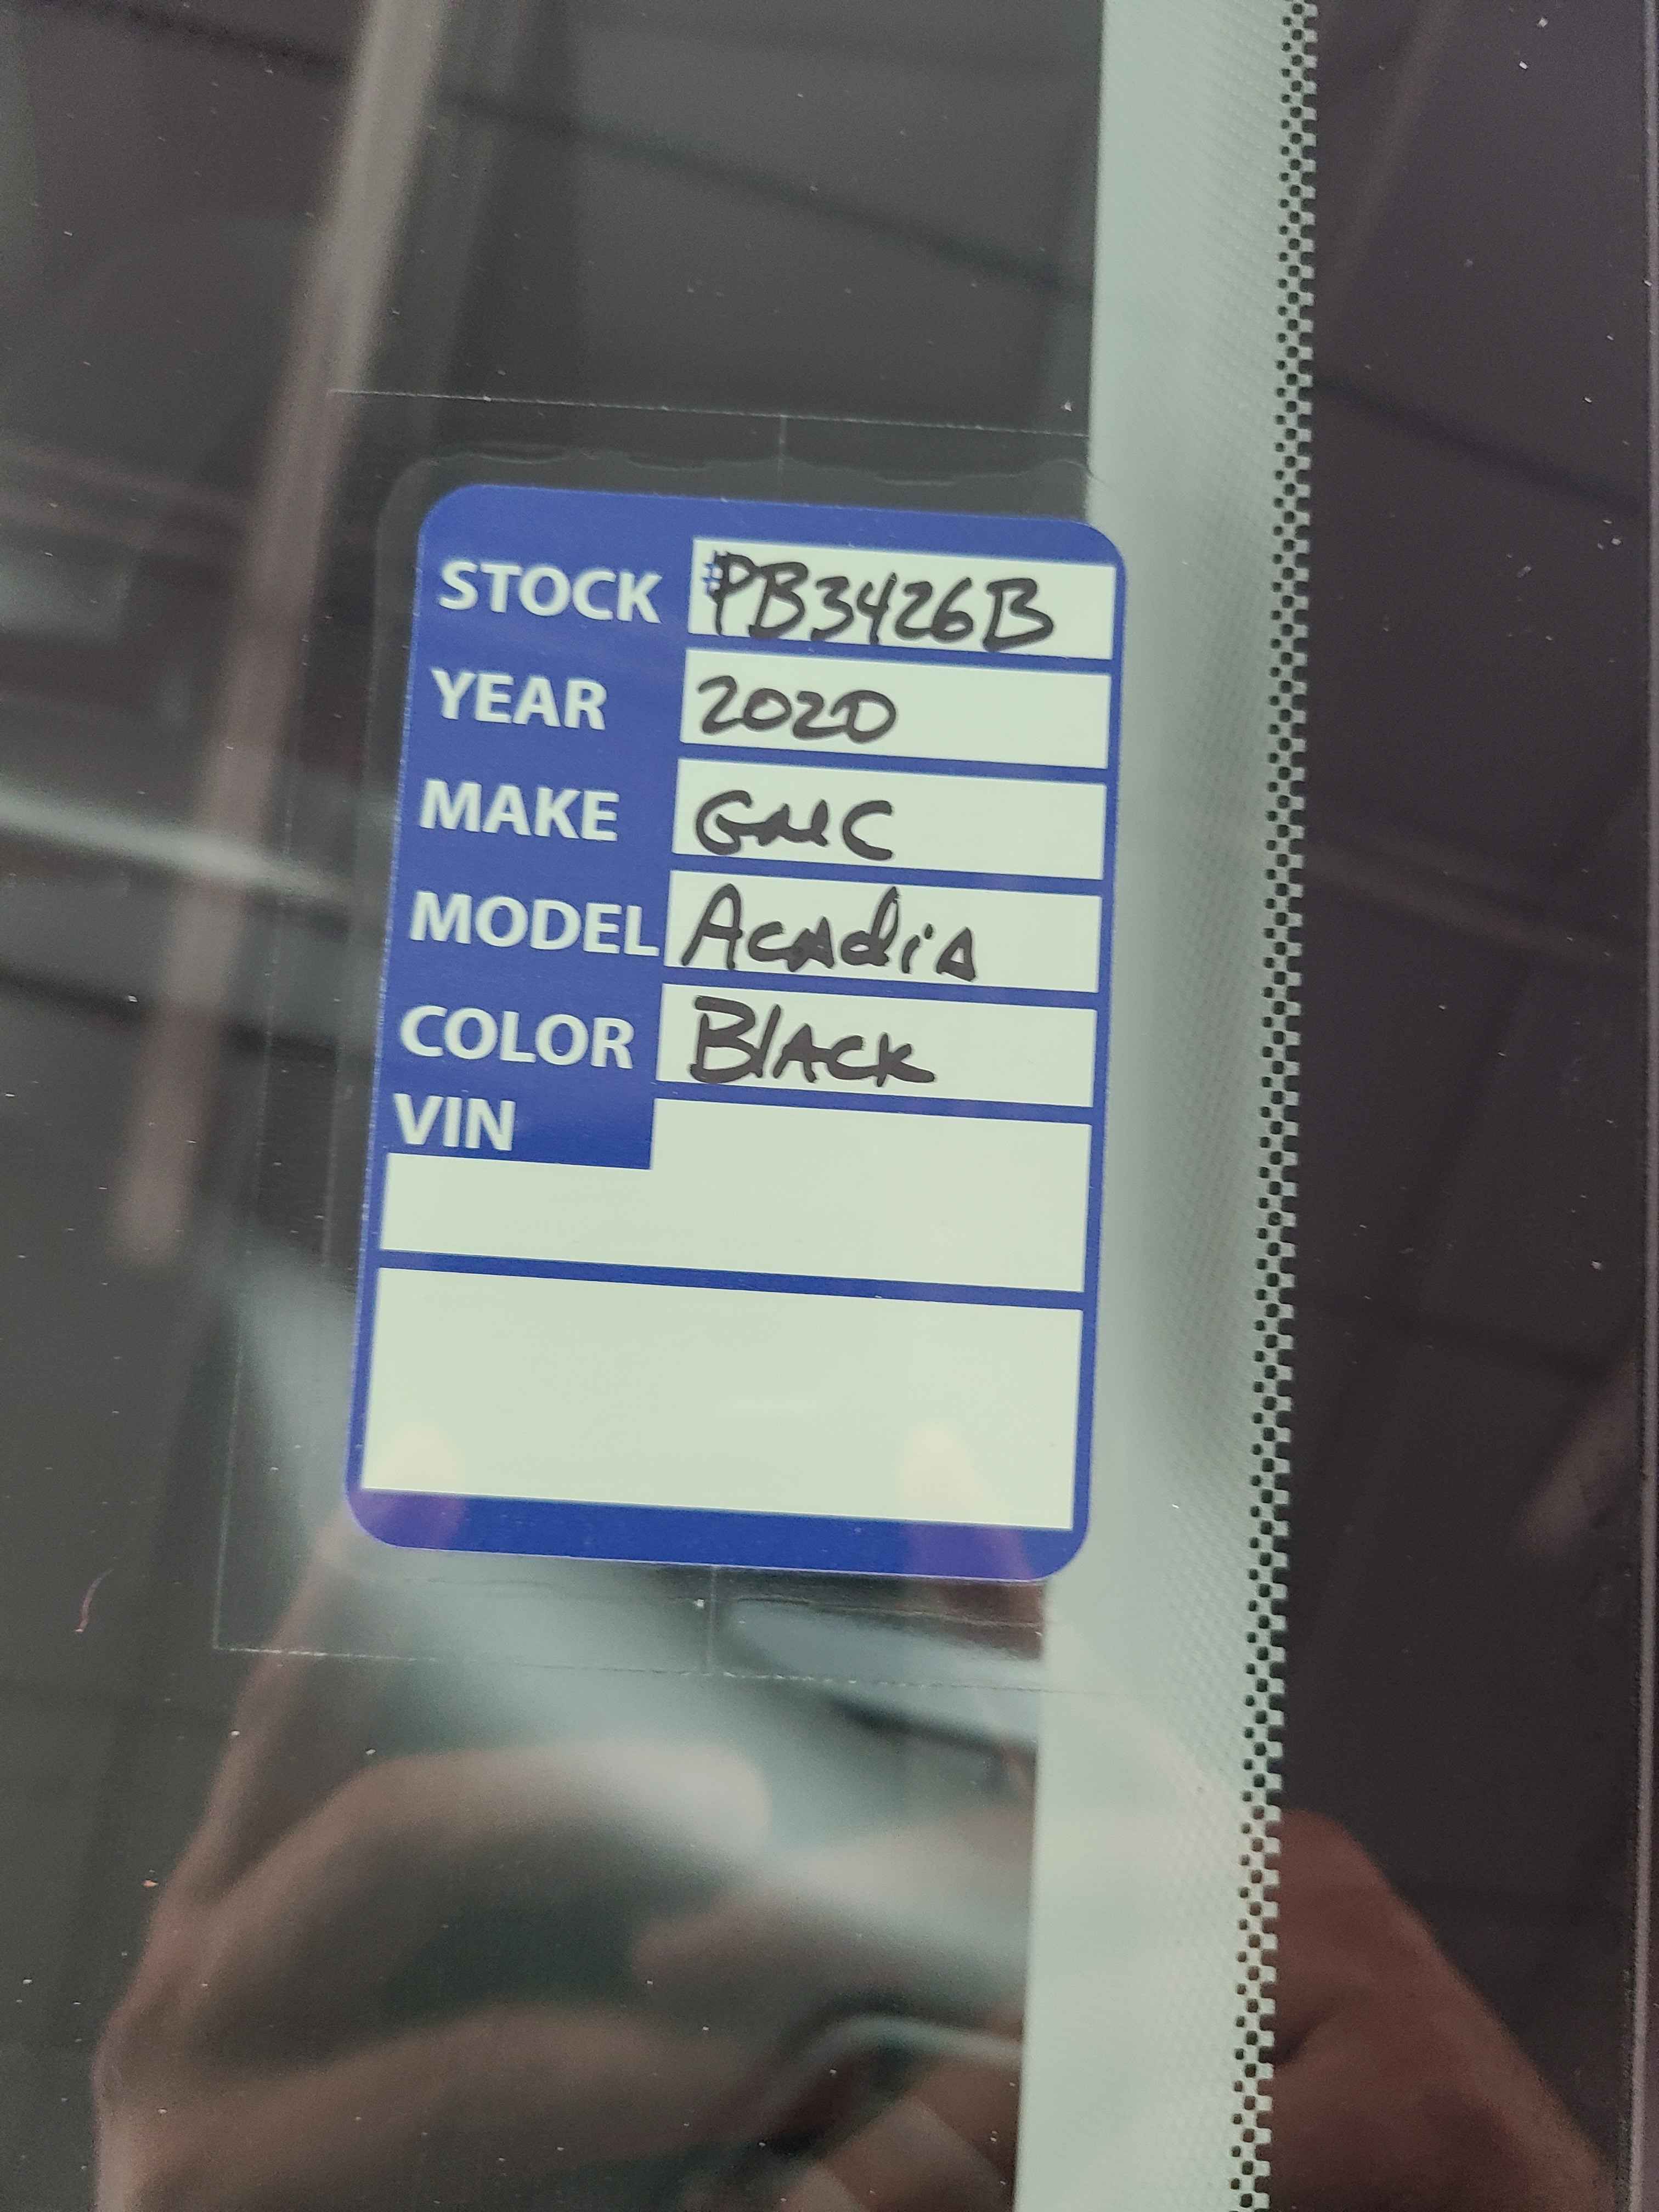 STOCK #PB3426B
YEAR 2020
MAKE GMC
MODEL Acadia
COLOR Black
VIN